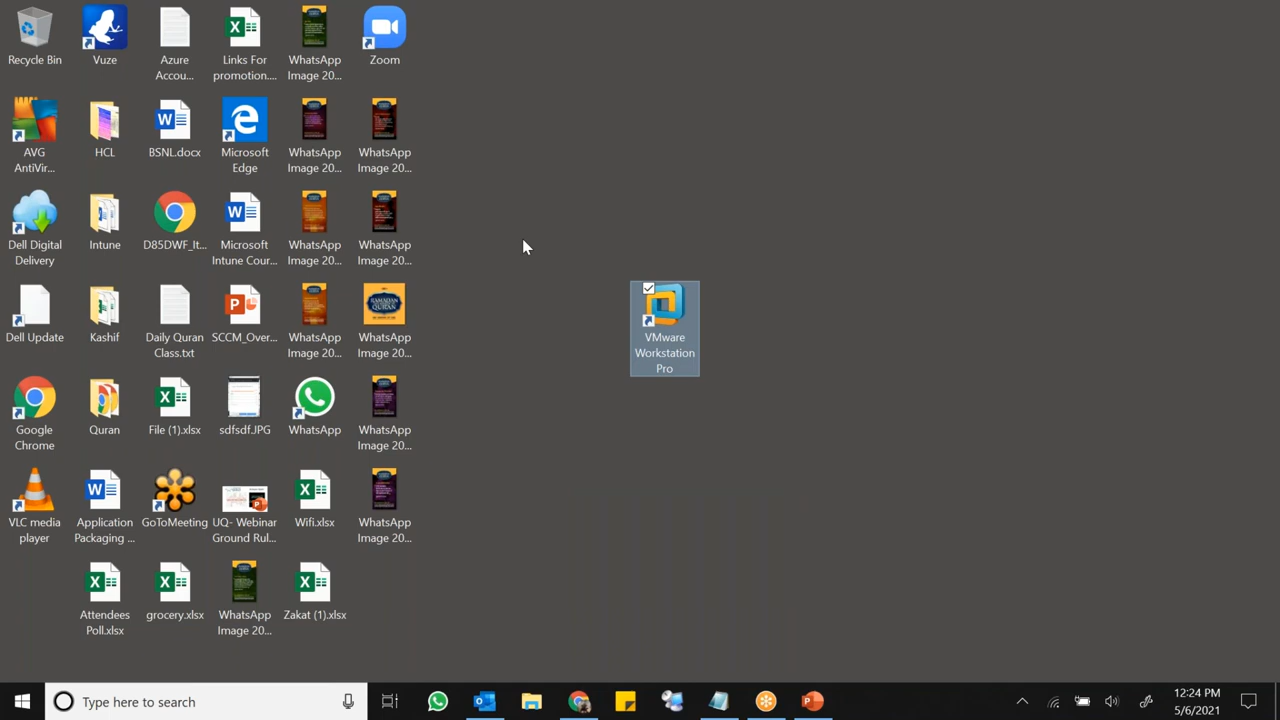 Recycle Bin
Vuze
Azure
Accou...
Links For
promotion....
WhatsApp
Image 20...
Zoom
AVG
AntiVir...
HCL
BSNL.docx
Microsoft
Edge
WhatsApp
Image 20...
WhatsApp
Image 20...
Dell Digital
Delivery
Intune
D85DWF_It...
Microsoft
Intune Cour...
WhatsApp
Image 20...
WhatsApp
Image 20...
Dell Update
Kashif
Daily Quran
Class.txt
SCCM_Over...
WhatsApp
Image 20...
RAMADAN
QURAN
WhatsApp
Image 20...
VMware
Workstation
Pro
Google
Chrome
Quran
File (1).xlsx
sdfsdf.JPG
WhatsApp
WhatsApp
Image 20...
VLC media
player
Application
Packaging ...
GoToMeeting
UQ- Webinar
Ground Rul...
Wifi.xlsx
WhatsApp
Image 20...
Attendees
Poll.xlsx
grocery.xlsx
WhatsApp
Image 20...
Zakat (1).xlsx
Type here to search
12:24 PM
5/6/2021